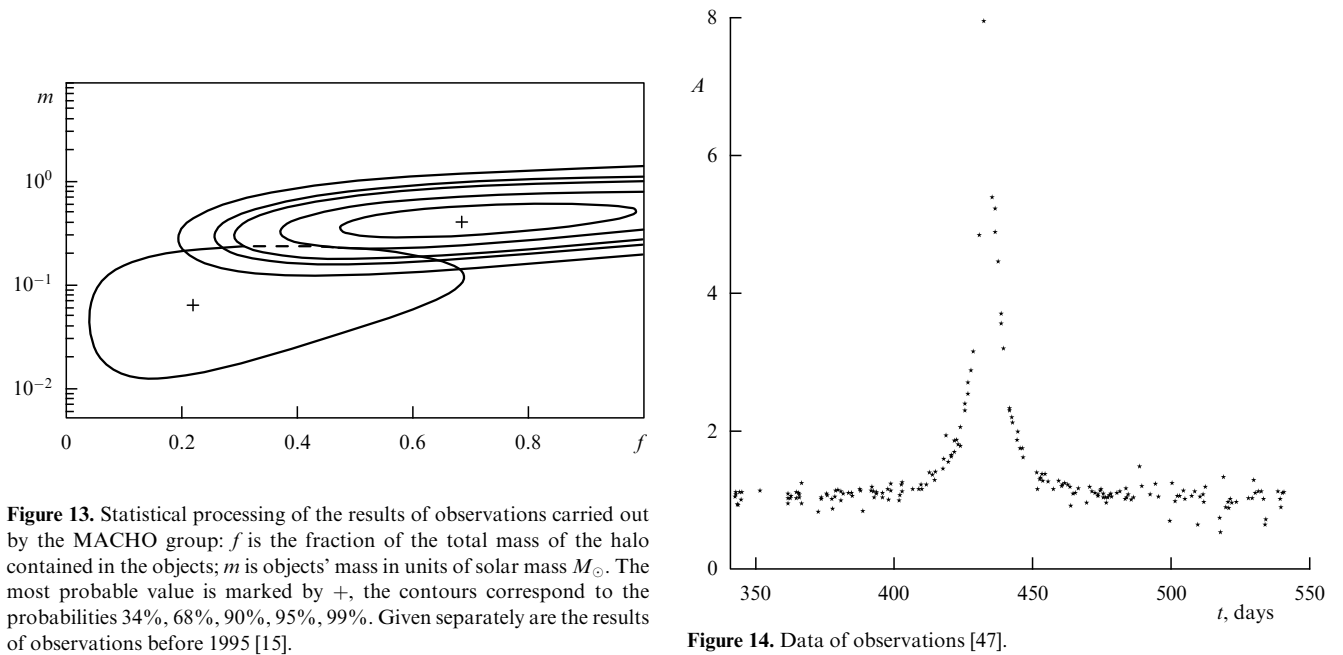 m
10⁰
10⁻¹
10⁻²
0
0.2
0.4
0.6
0.8
f
Figure 13. Statistical processing of the results of observations carried out
by the MACHO group: f is the fraction of the total mass of the halo
contained in the objects; m is objects' mass in units of solar mass M⊙. The
most probable value is marked by +, the contours correspond to the
probabilities 34%, 68%, 90%, 95%, 99%. Given separately are the results
of observations before 1995 [15].
8
A
6
4
2
0
350
400
450
500
550
t, days
Figure 14. Data of observations [47].